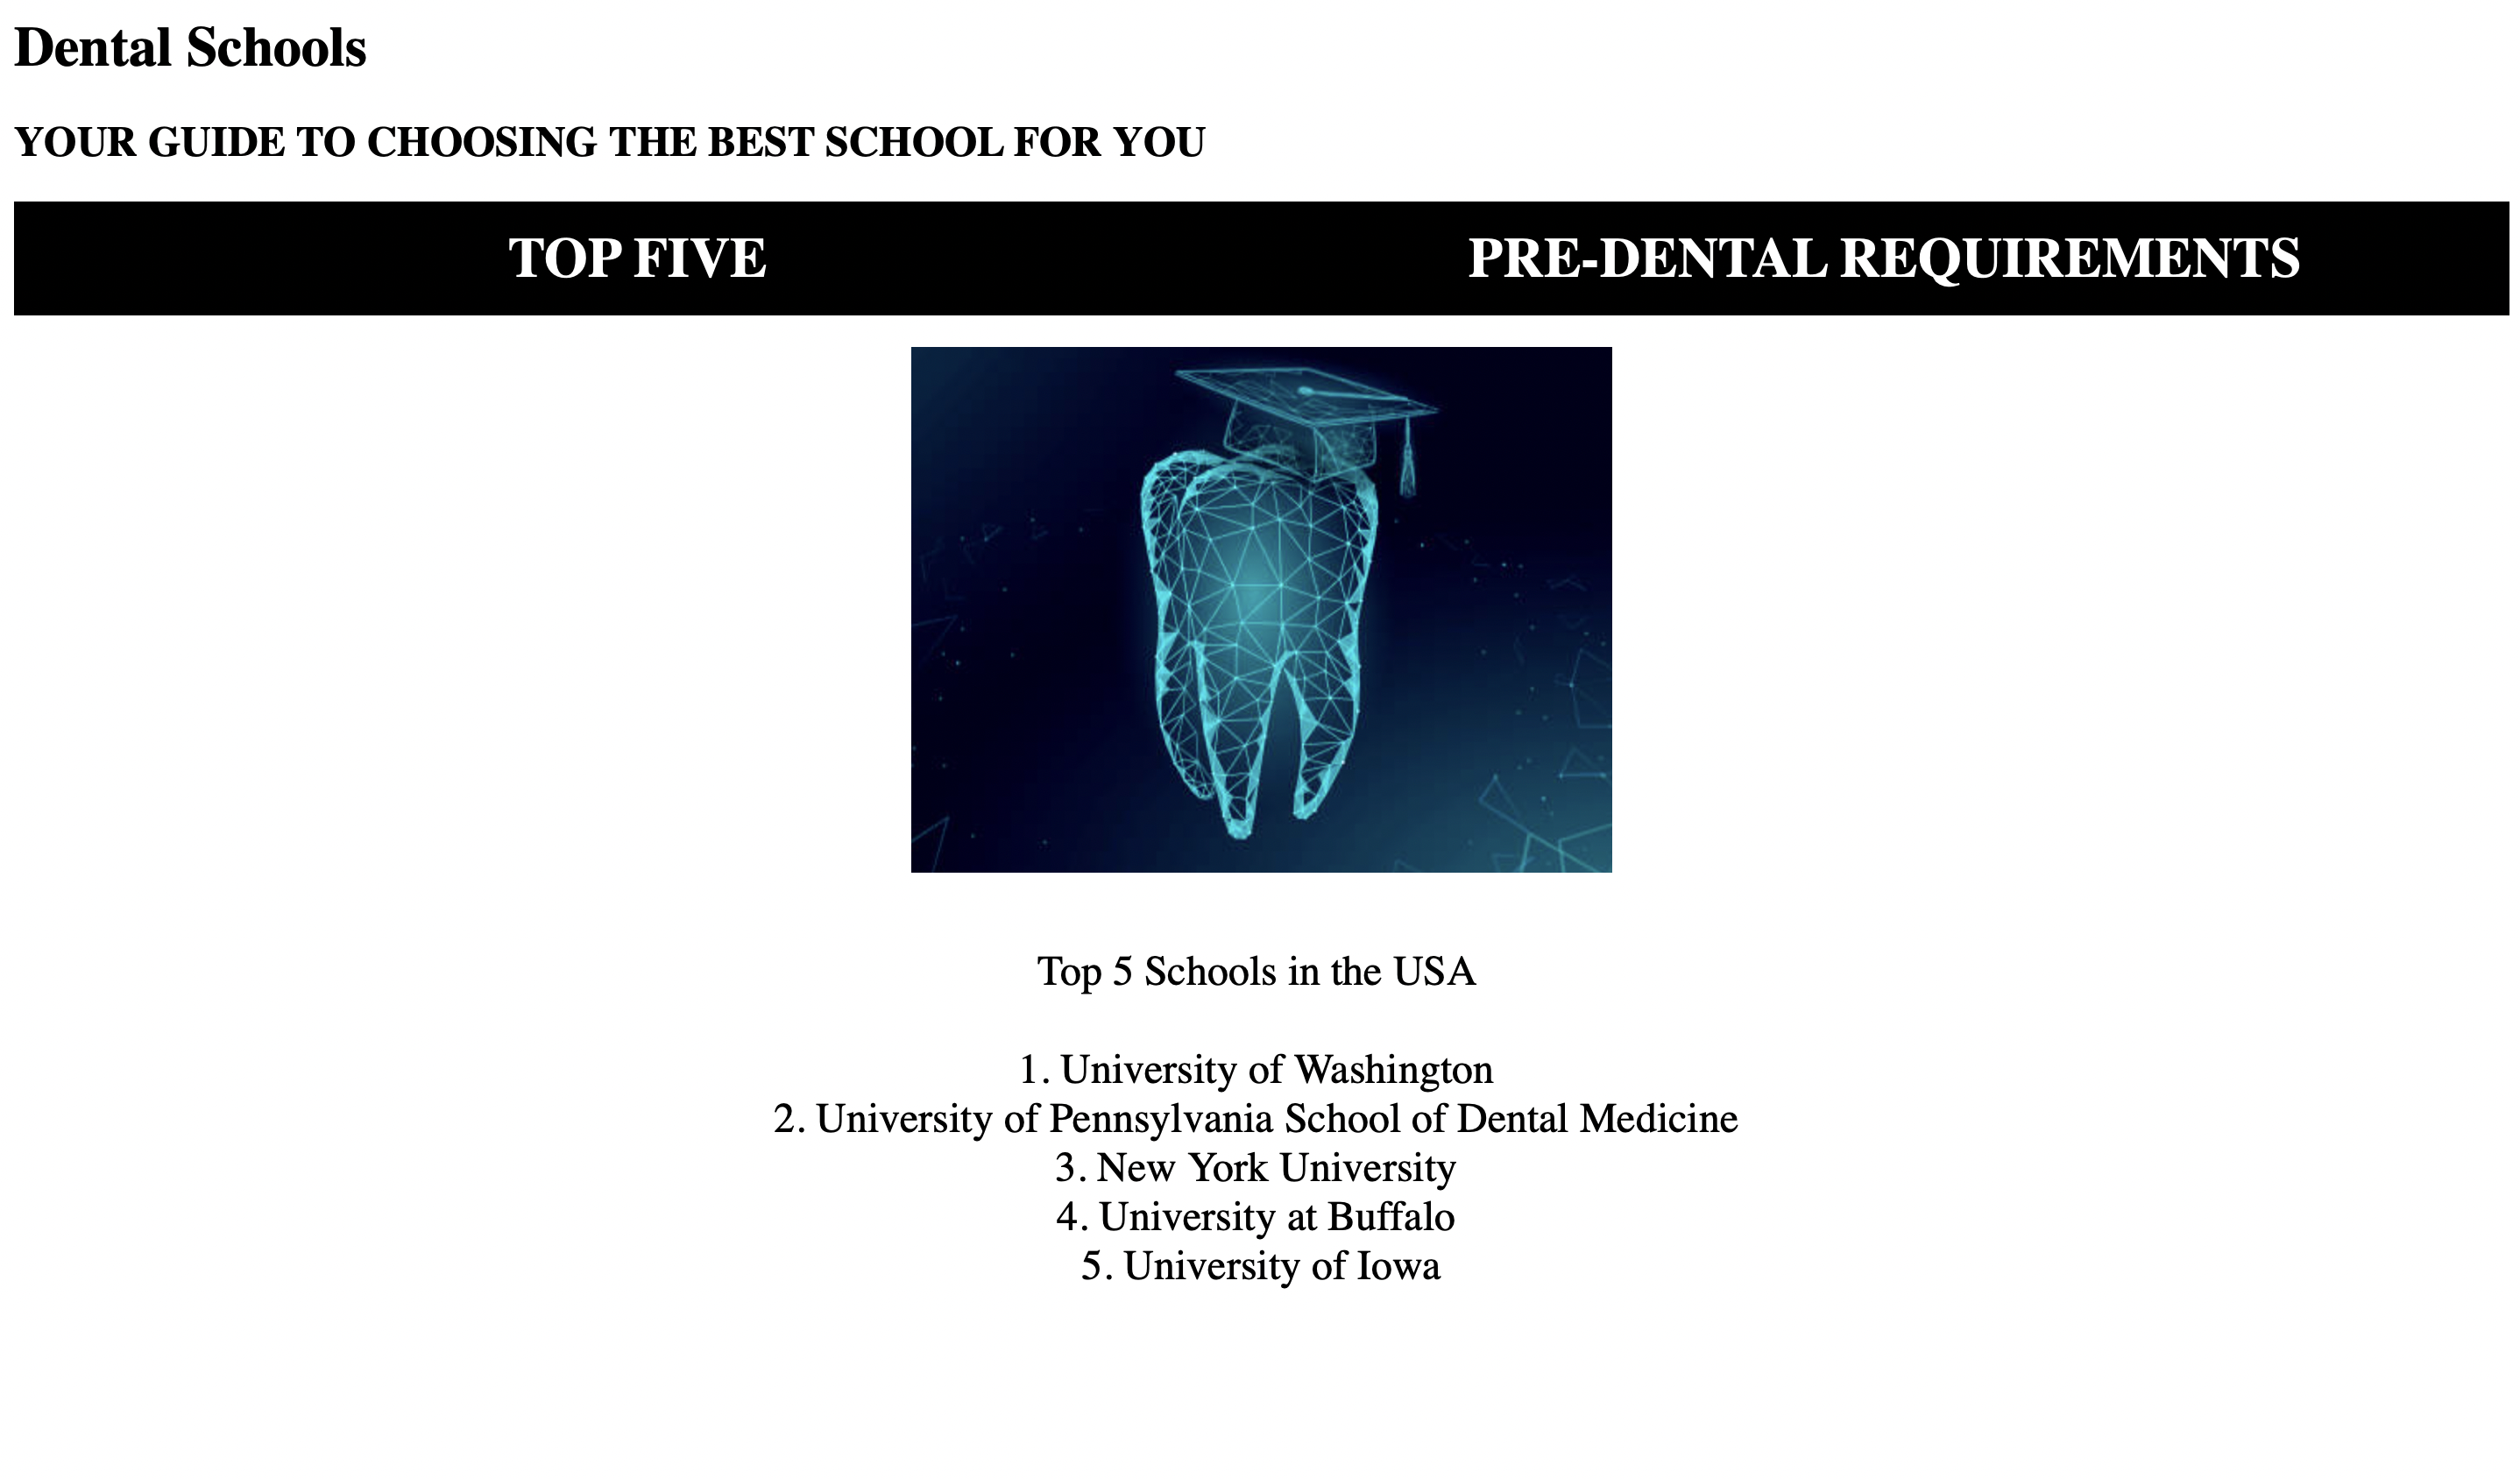 Dental Schools
YOUR GUIDE TO CHOOSING THE BEST SCHOOL FOR YOU
TOP FIVE
PRE-DENTAL REQUIREMENTS
Top 5 Schools in the USA
1. University of Washington
2. University of Pennsylvania School of Dental Medicine
3. New York University
4. University at Buffalo
5. University of Iowa